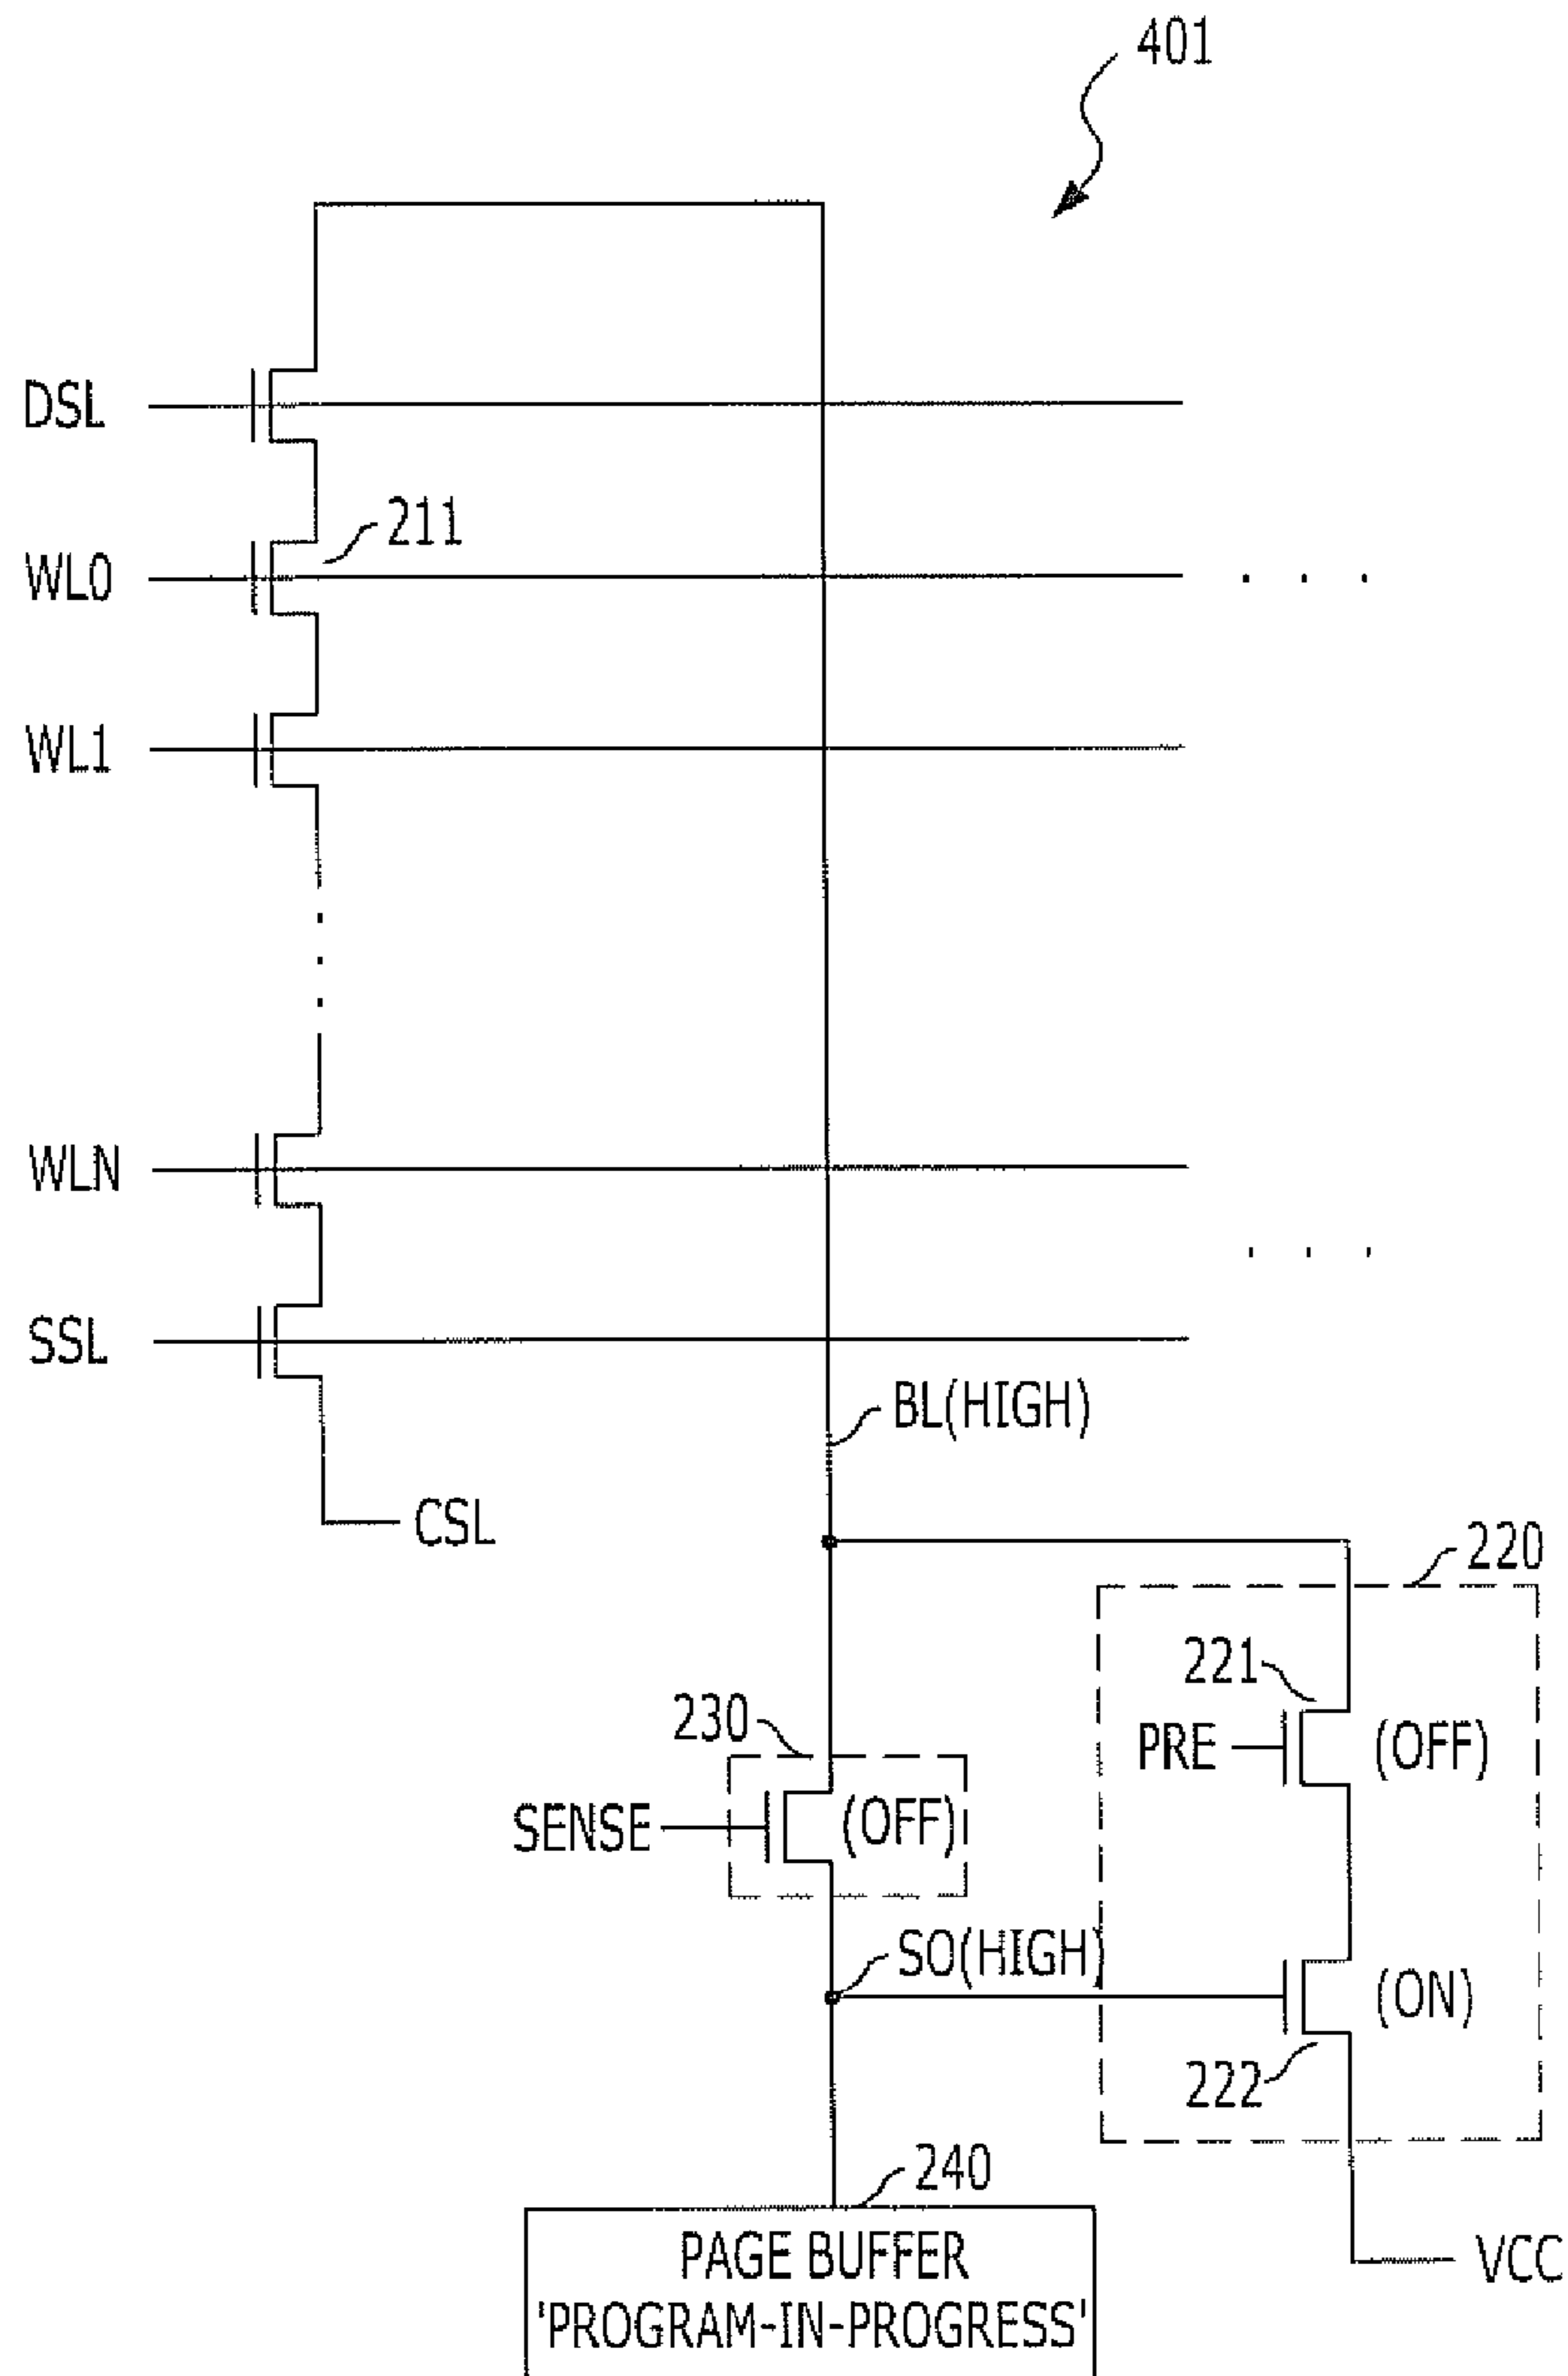 401
DSL
211
WL0
WL1
WLN
SSL
BL(HIGH)
CSL
220
221
230
PRE
(OFF)
SENSE
(OFF)
SO(HIGH)
(ON)
222
240
PAGE BUFFER
'PROGRAM-IN-PROGRESS'
VCC